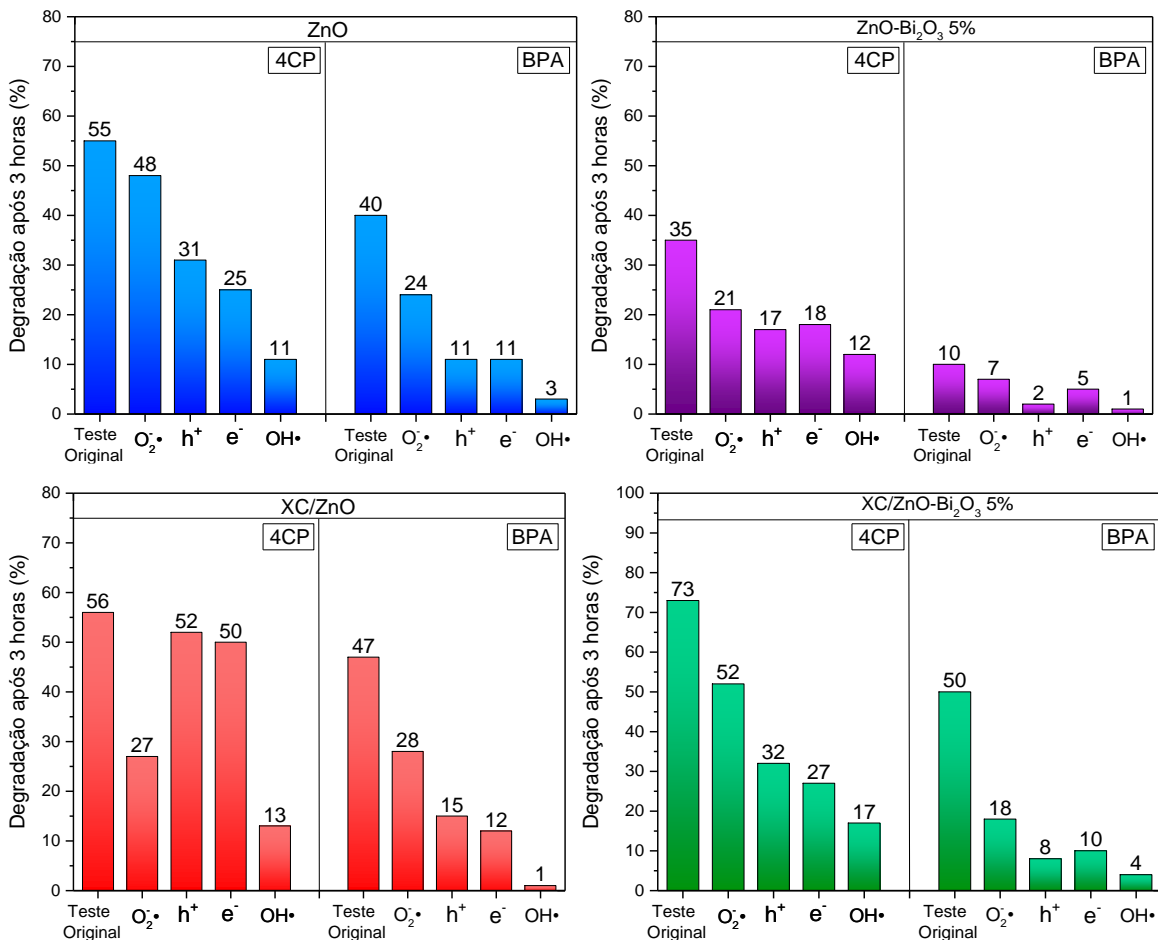 ZnO
4CP
BPA
Degradação após 3 horas (%)
80
70
60
50
40
30
20
10
0
55
48
31
25
11
40
24
11
11
3
Teste Original
O₂⁻•
h⁺
e⁻
OH•
Teste Original
O₂⁻•
h⁺
e⁻
OH•
ZnO-Bi₂O₃ 5%
4CP
BPA
Degradação após 3 horas (%)
80
70
60
50
40
30
20
10
0
35
21
17
18
12
10
7
2
5
1
Teste Original
O₂⁻•
h⁺
e⁻
OH•
Teste Original
O₂⁻•
h⁺
e⁻
OH•
XC/ZnO
4CP
BPA
Degradação após 3 horas (%)
80
70
60
50
40
30
20
10
0
56
27
52
50
13
47
28
15
12
1
Teste Original
O₂⁻•
h⁺
e⁻
OH•
Teste Original
O₂⁻•
h⁺
e⁻
OH•
XC/ZnO-Bi₂O₃ 5%
4CP
BPA
Degradação após 3 horas (%)
100
90
80
70
60
50
40
30
20
10
0
73
52
32
27
17
50
18
8
10
4
Teste Original
O₂⁻•
h⁺
e⁻
OH•
Teste Original
O₂⁻•
h⁺
e⁻
OH•